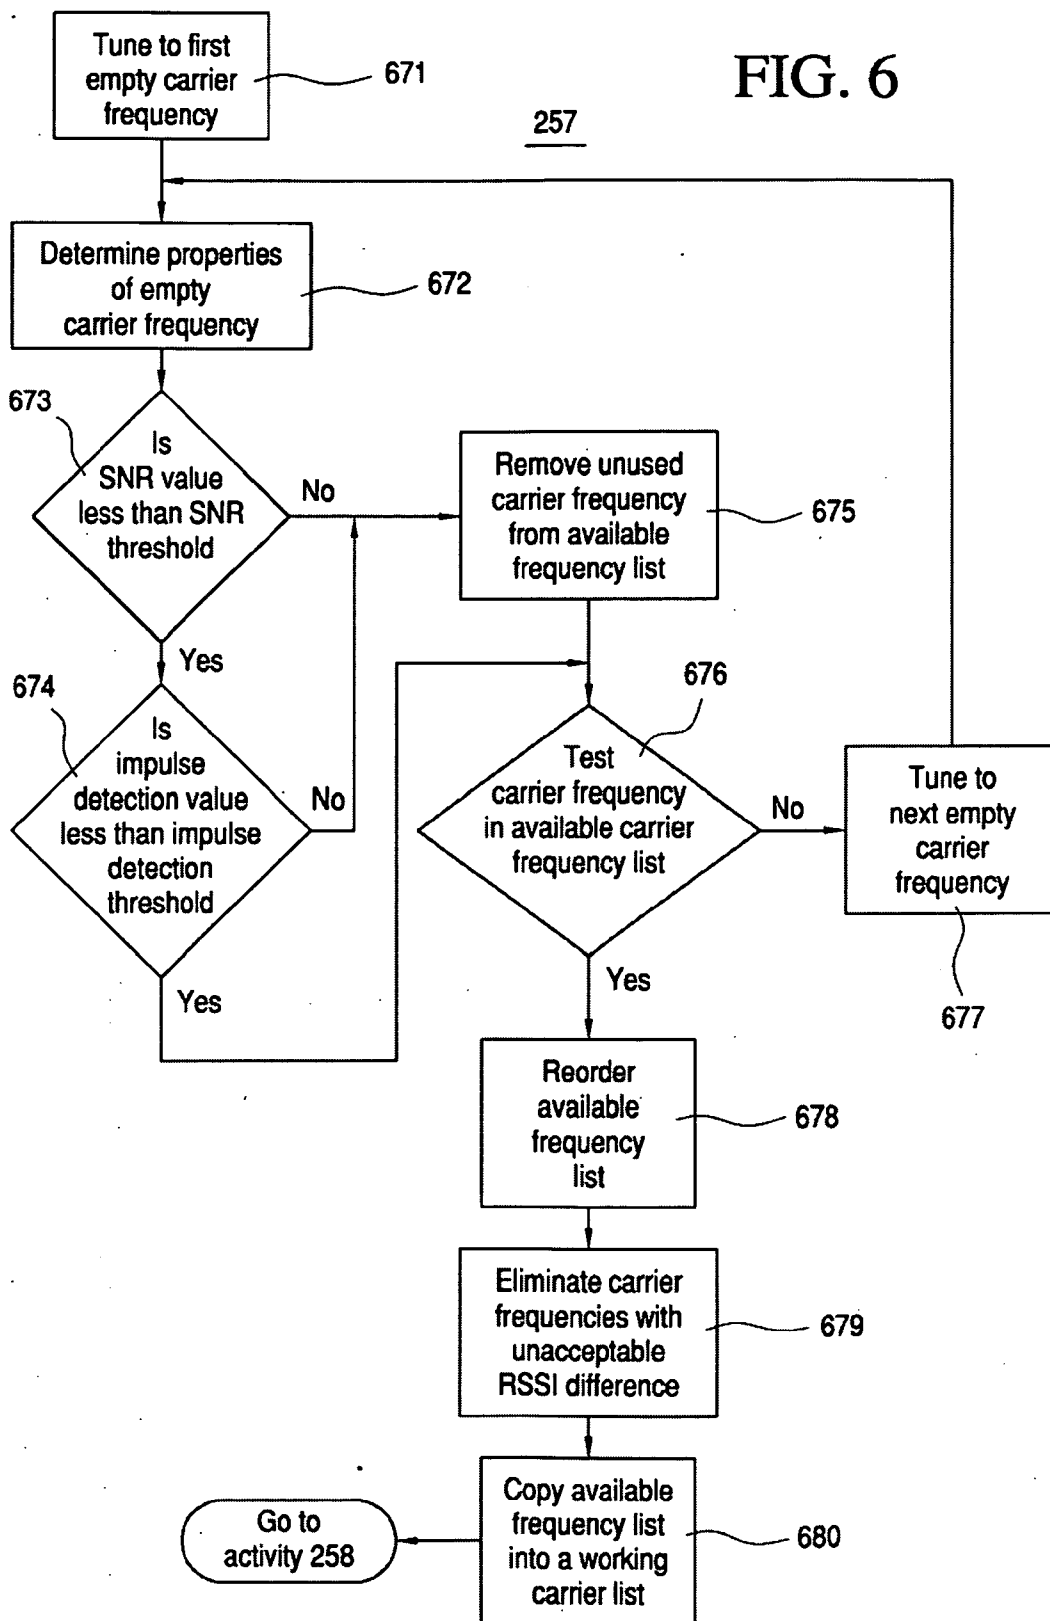 FIG. 6
257
Tune to first
empty carrier
frequency
671
Determine properties
of empty
carrier frequency
672
673
Is
SNR value
less than SNR
threshold
No
Yes
Remove unused
carrier frequency
from available
frequency list
675
674
Is
impulse
detection value
less than impulse
detection
threshold
No
Yes
676
Test
carrier frequency
in available carrier
frequency list
No
Yes
Tune to
next empty
carrier
frequency
677
Reorder
available
frequency
list
678
Eliminate carrier
frequencies with
unacceptable
RSSI difference
679
Copy available
frequency list
into a working
carrier list
680
Go to
activity 258